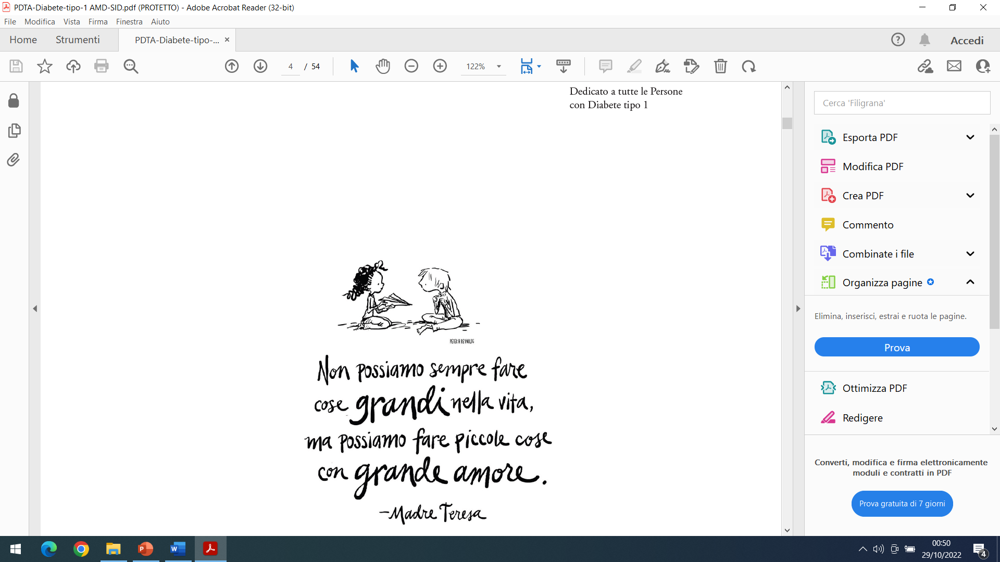 PDTA-Diabete-tipo-1 AMD-SID.pdf (PROTETTO) - Adobe Acrobat Reader (32-bit)
File Modifica Vista Firma Finestra Aiuto
Home Strumenti PDTA-Diabete-tipo-... × Accedi
4 / 54 122%
Dedicato a tutte le Persone
con Diabete tipo 1
PETER H REYNOLDS
Non possiamo sempre fare
cose grandi nella vita,
ma possiamo fare piccole cose
con grande amore.
–Madre Teresa
Cerca 'Filigrana'
Esporta PDF
Modifica PDF
Crea PDF
Commento
Combinate i file
Organizza pagine
Elimina, inserisci, estrai e ruota le pagine.
Prova
Ottimizza PDF
Redigere
Converti, modifica e firma elettronicamente
moduli e contratti in PDF
Prova gratuita di 7 giorni
00:50
29/10/2022
4